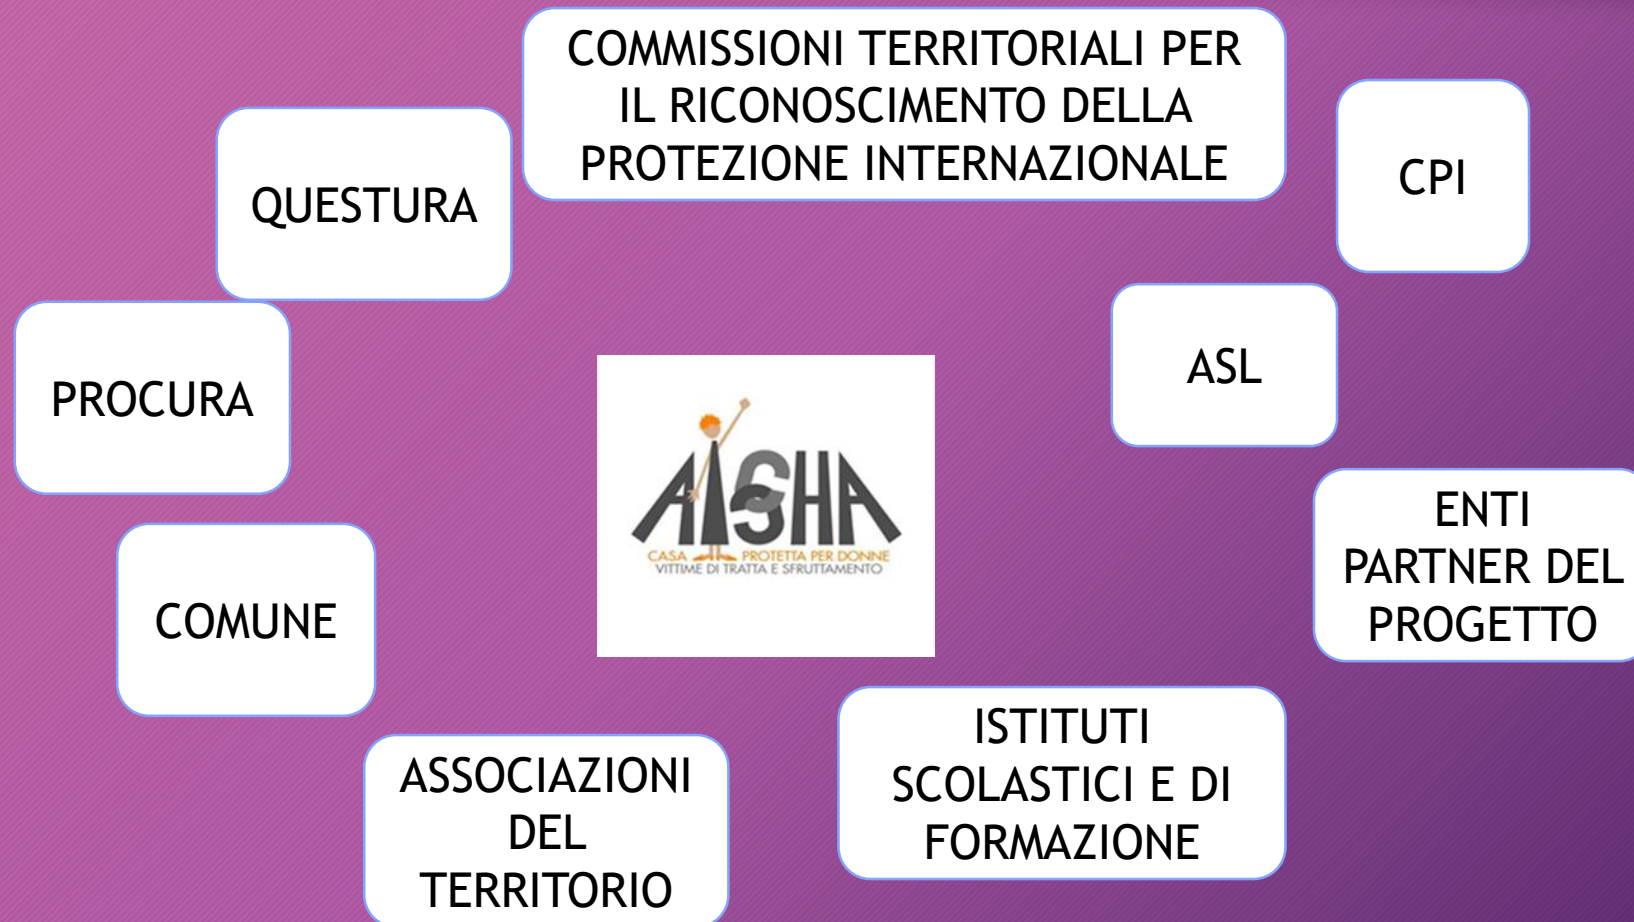 COMMISSIONI TERRITORIALI PER
IL RICONOSCIMENTO DELLA
PROTEZIONE INTERNAZIONALE
QUESTURA
CPI
PROCURA
ASL
AISHA
CASA PROTETTA PER DONNE
VITTIME DI TRATTA E SFRUTTAMENTO
ENTI
PARTNER DEL
PROGETTO
COMUNE
ASSOCIAZIONI
DEL
TERRITORIO
ISTITUTI
SCOLASTICI E DI
FORMAZIONE